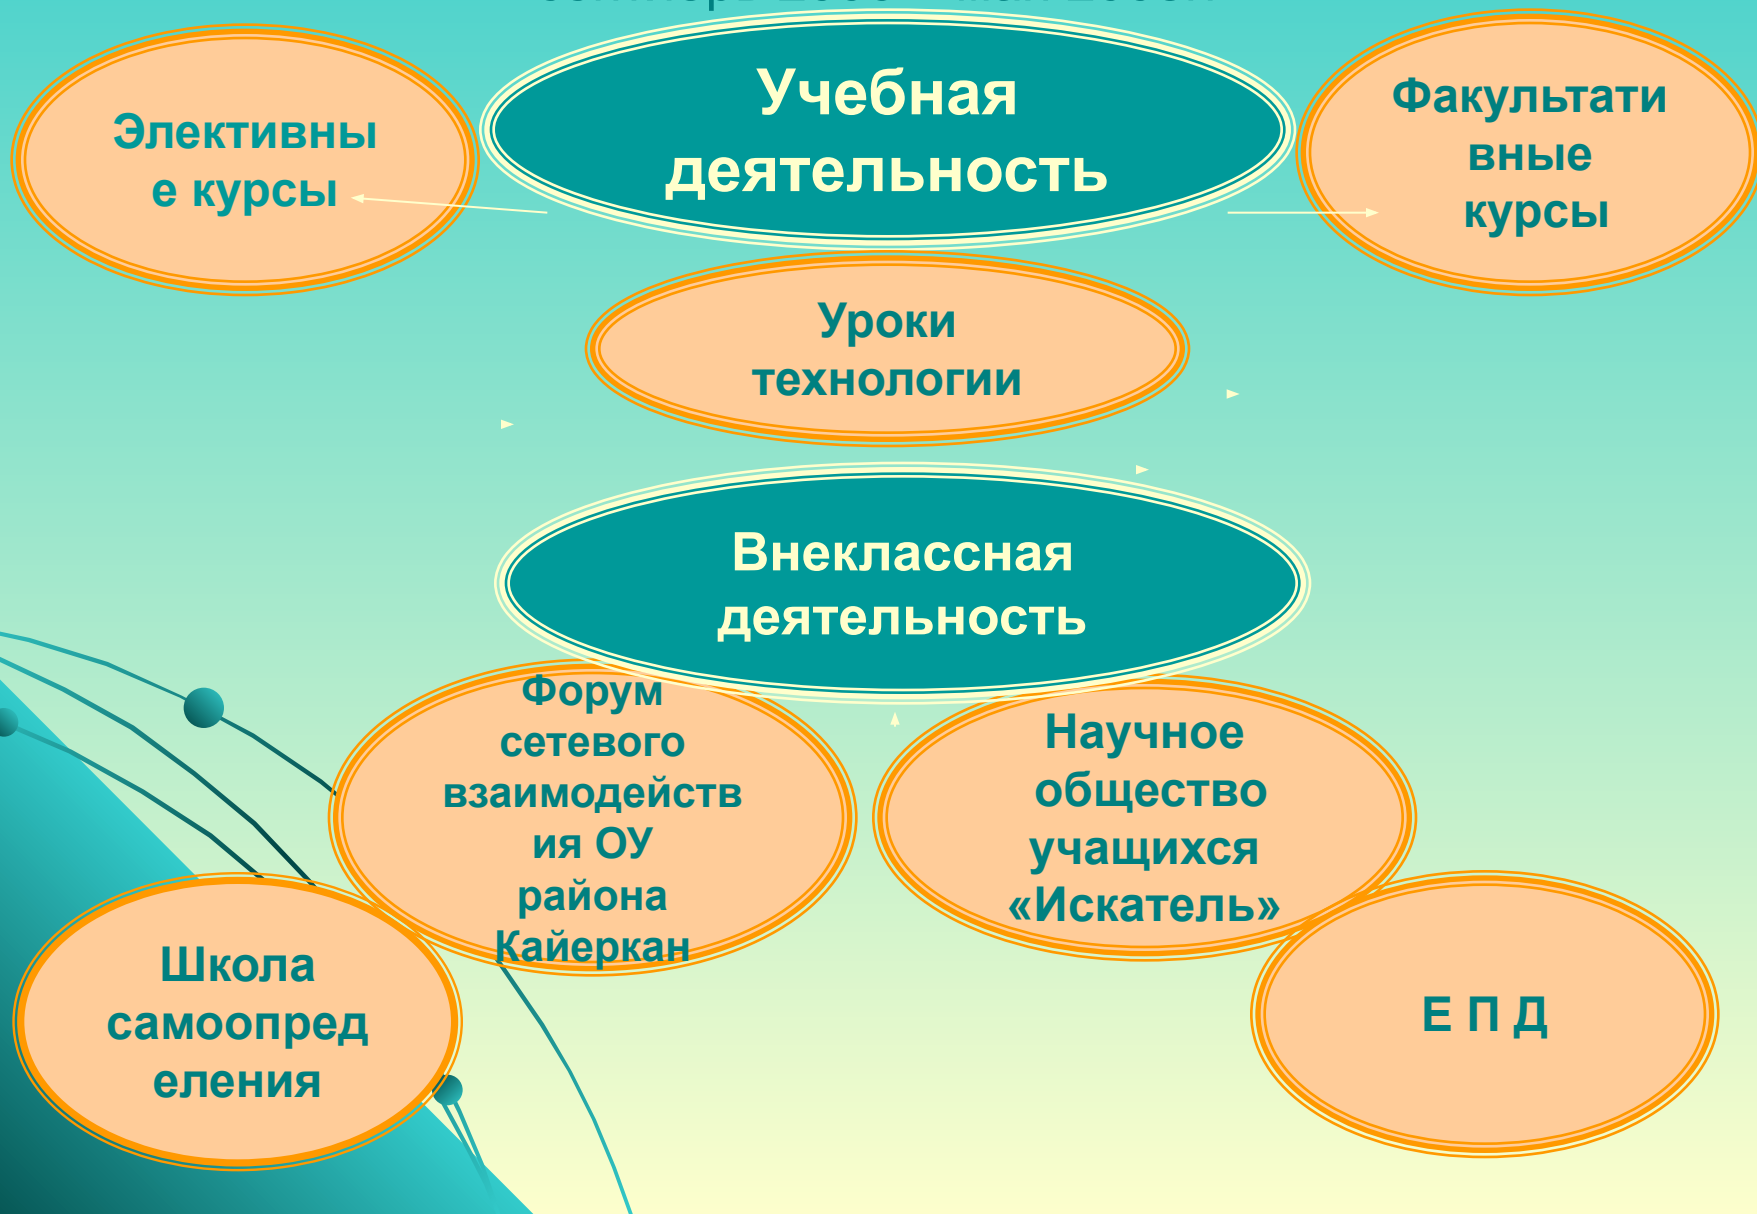 Учебная
деятельность
Элективны
е курсы
Факультати
вные
курсы
Уроки
технологии
Внеклассная
деятельность
Форум
сетевого
взаимодейств
ия ОУ
района
Кайеркан
Научное
общество
учащихся
«Искатель»
Школа
самоопред
еления
Е П Д